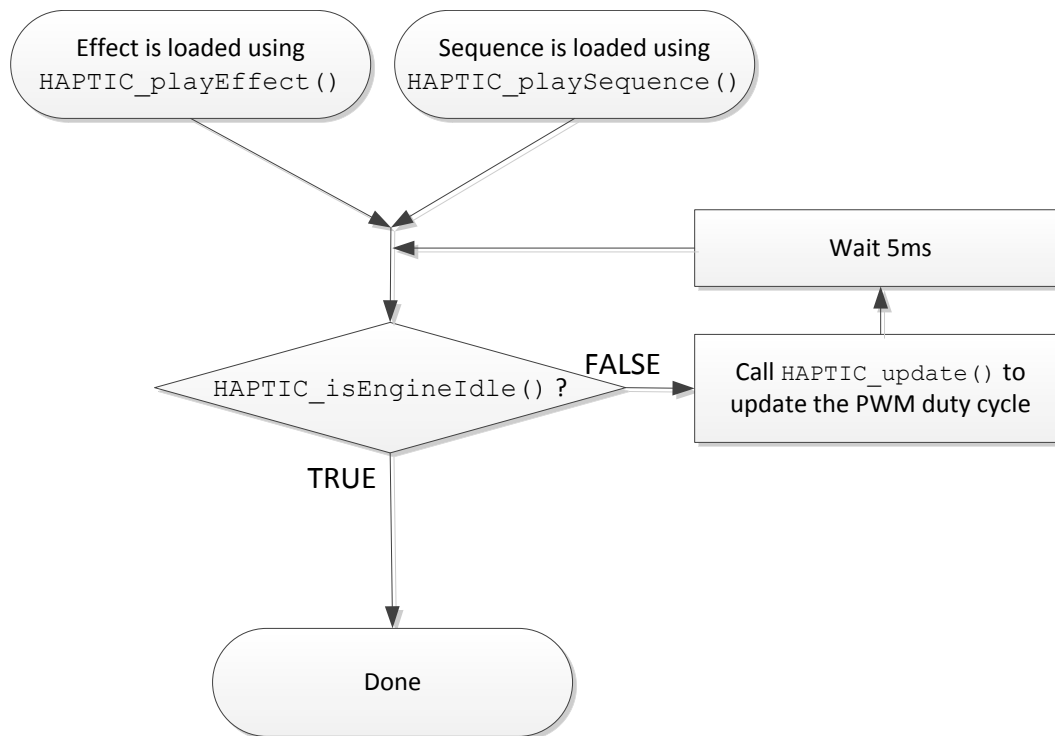 Effect is loaded using
HAPTIC_playEffect()
Sequence is loaded using
HAPTIC_playSequence()
Wait 5ms
FALSE
HAPTIC_isEngineIdle() ?
Call HAPTIC_update() to
update the PWM duty cycle
TRUE
Done